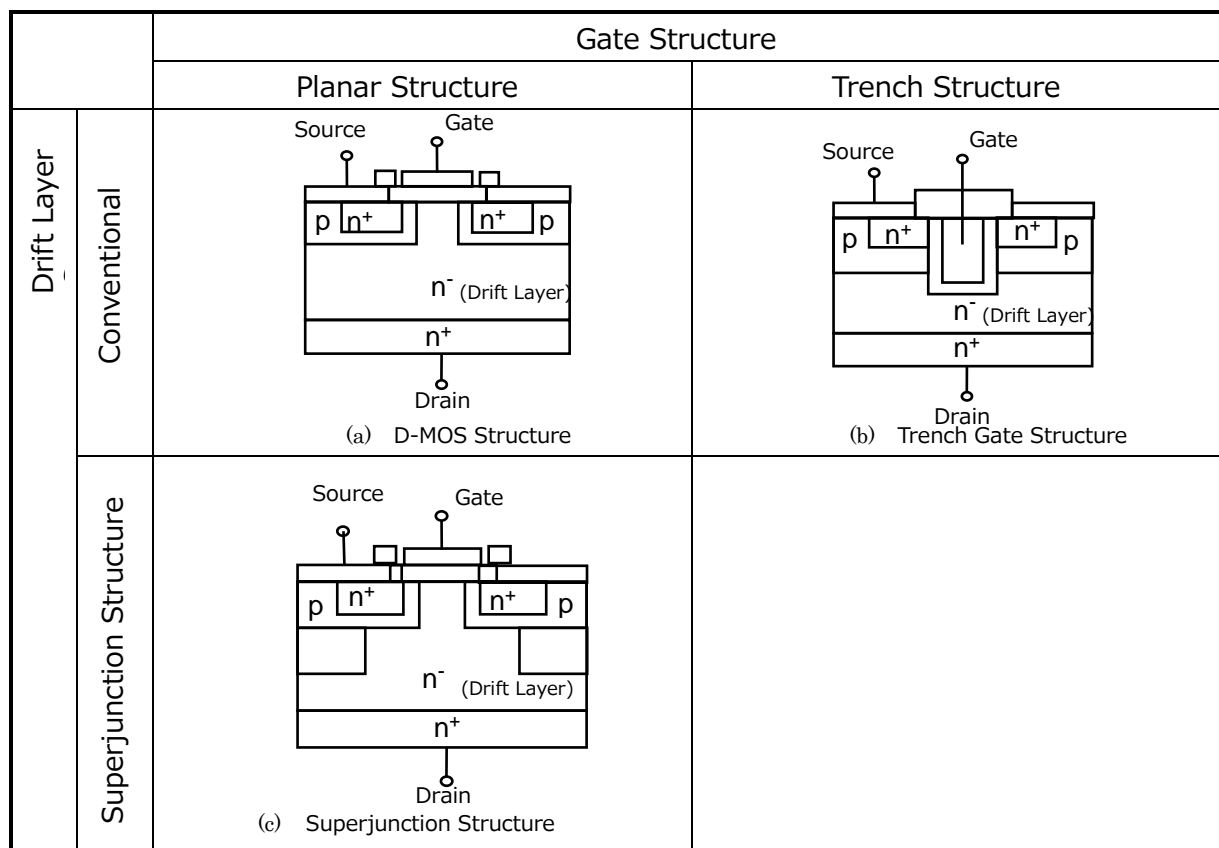 Gate Structure
Planar Structure
Trench Structure
Drift Layer
Conventional
Source
Gate
p
n⁺
n⁺
p
n⁻ (Drift Layer)
n⁺
Drain
(a) D-MOS Structure
Source
Gate
p
n⁺
n⁺
p
n⁻ (Drift Layer)
n⁺
Drain
(b) Trench Gate Structure
Superjunction Structure
Source
Gate
p
n⁺
n⁺
p
n⁻ (Drift Layer)
n⁺
Drain
(c) Superjunction Structure